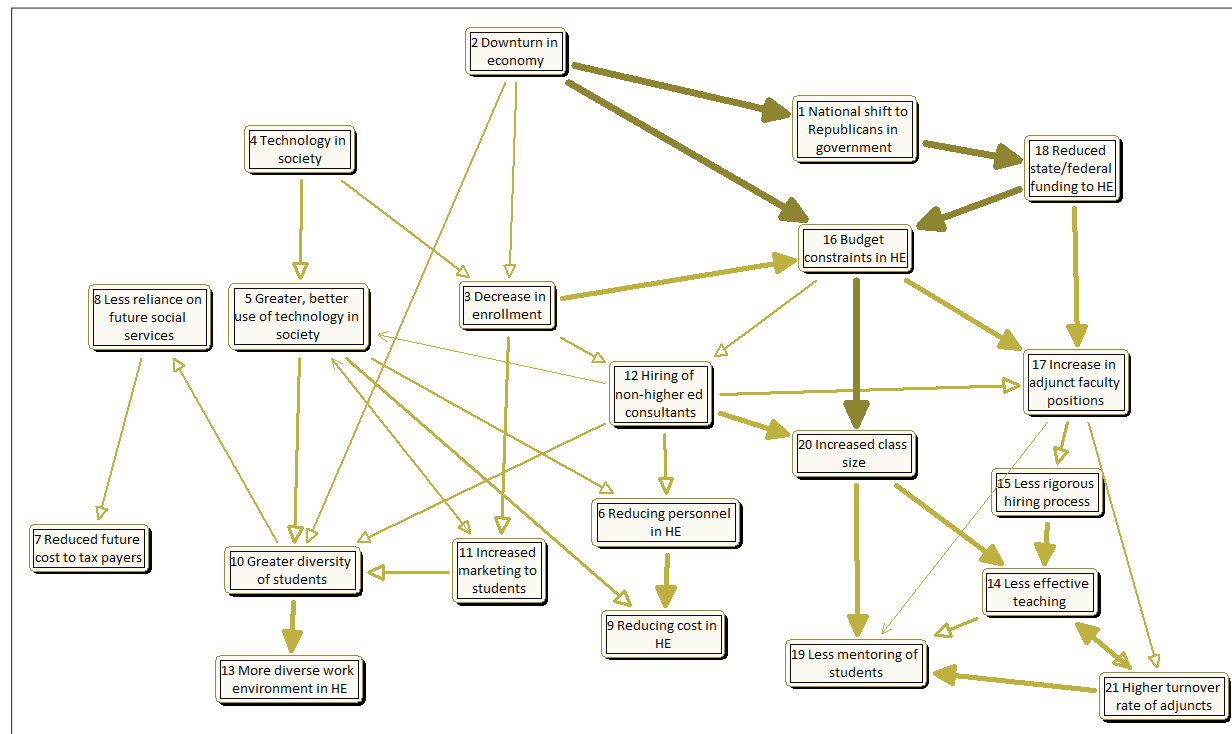 2 Downturn in
economy
1 National shift to
Republicans in
government
4 Technology in
society
18 Reduced
state/federal
funding to HE
16 Budget
constraints in HE
8 Less reliance on
future social
services
5 Greater, better
use of technology in
society
3 Decrease in
enrollment
12 Hiring of
non-higher ed
consultants
17 Increase in
adjunct faculty
positions
20 Increased class
size
15 Less rigorous
hiring process
7 Reduced future
cost to tax payers
10 Greater diversity
of students
11 Increased
marketing to
students
6 Reducing personnel
in HE
14 Less effective
teaching
9 Reducing cost in
HE
13 More diverse work
environment in HE
19 Less mentoring of
students
21 Higher turnover
rate of adjuncts